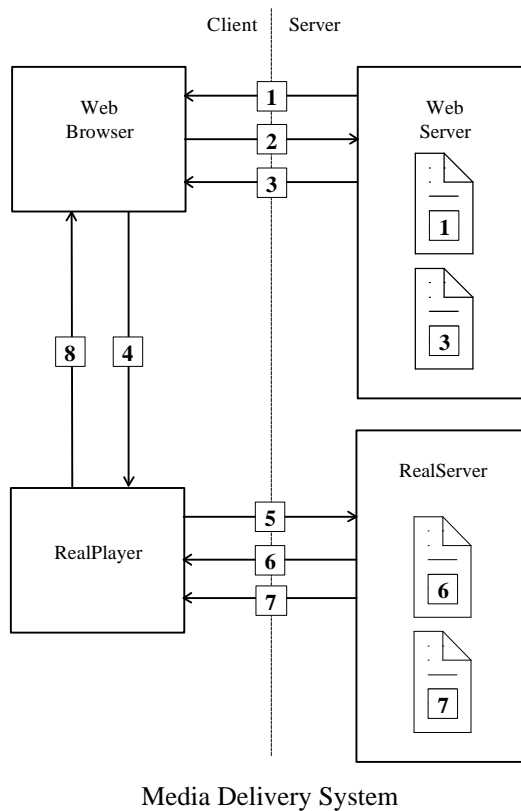 Client Server
Web
Browser
Web
Server
1
2
3
1
3
8 4
RealPlayer
RealServer
5
6
7
6
7
Media Delivery System